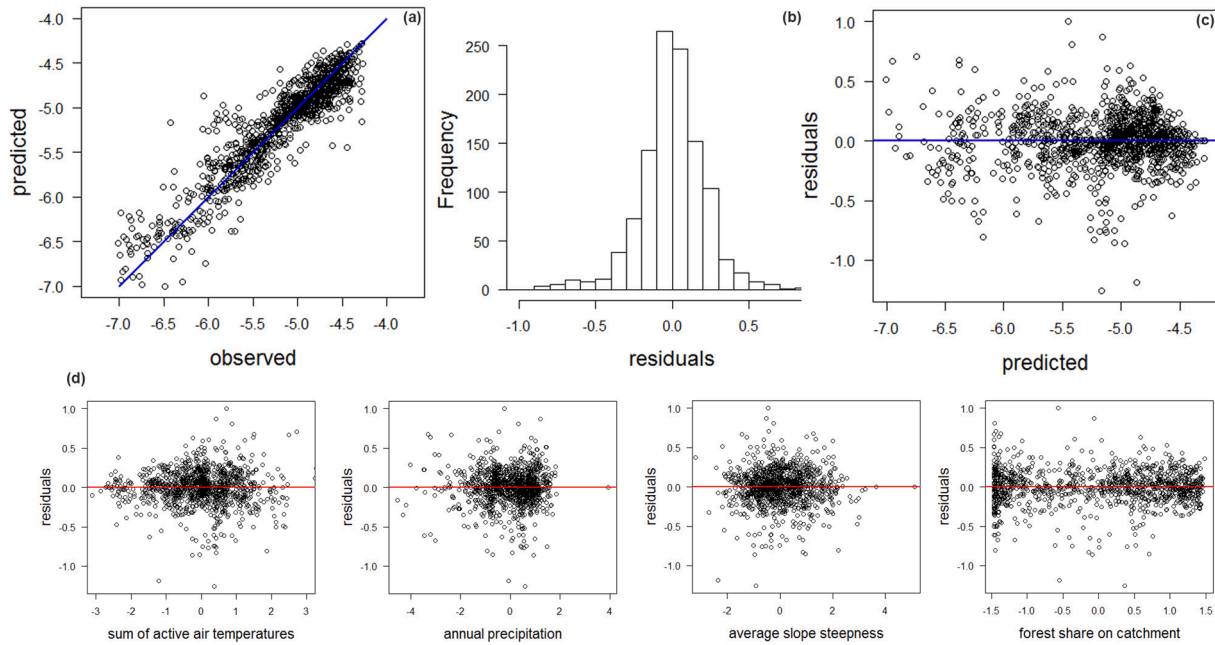 (a)
-4.0
-4.5
-5.0
-5.5
-6.0
-6.5
-7.0
predicted
-7.0 -6.5 -6.0 -5.5 -5.0 -4.5 -4.0
observed
(b)
250
200
150
100
50
0
Frequency
-1.0 -0.5 0.0 0.5
residuals
(c)
1.0
0.5
0.0
-0.5
-1.0
residuals
-7.0 -6.5 -6.0 -5.5 -5.0 -4.5
predicted
(d)
1.0
0.5
0.0
-0.5
-1.0
residuals
-3 -2 -1 0 1 2 3
sum of active air temperatures
1.0
0.5
0.0
-0.5
-1.0
residuals
-4 -2 0 2 4
annual precipitation
1.0
0.5
0.0
-0.5
-1.0
residuals
-2 0 2 4
average slope steepness
1.0
0.5
0.0
-0.5
-1.0
residuals
-1.5 -1.0 -0.5 0.0 0.5 1.0 1.5
forest share on catchment